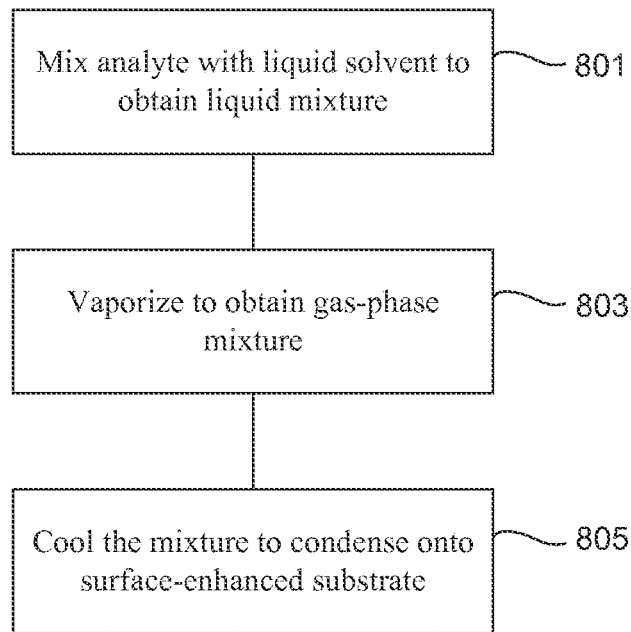 Mix analyte with liquid solvent to
obtain liquid mixture
801
Vaporize to obtain gas-phase
mixture
803
Cool the mixture to condense onto
surface-enhanced substrate
805